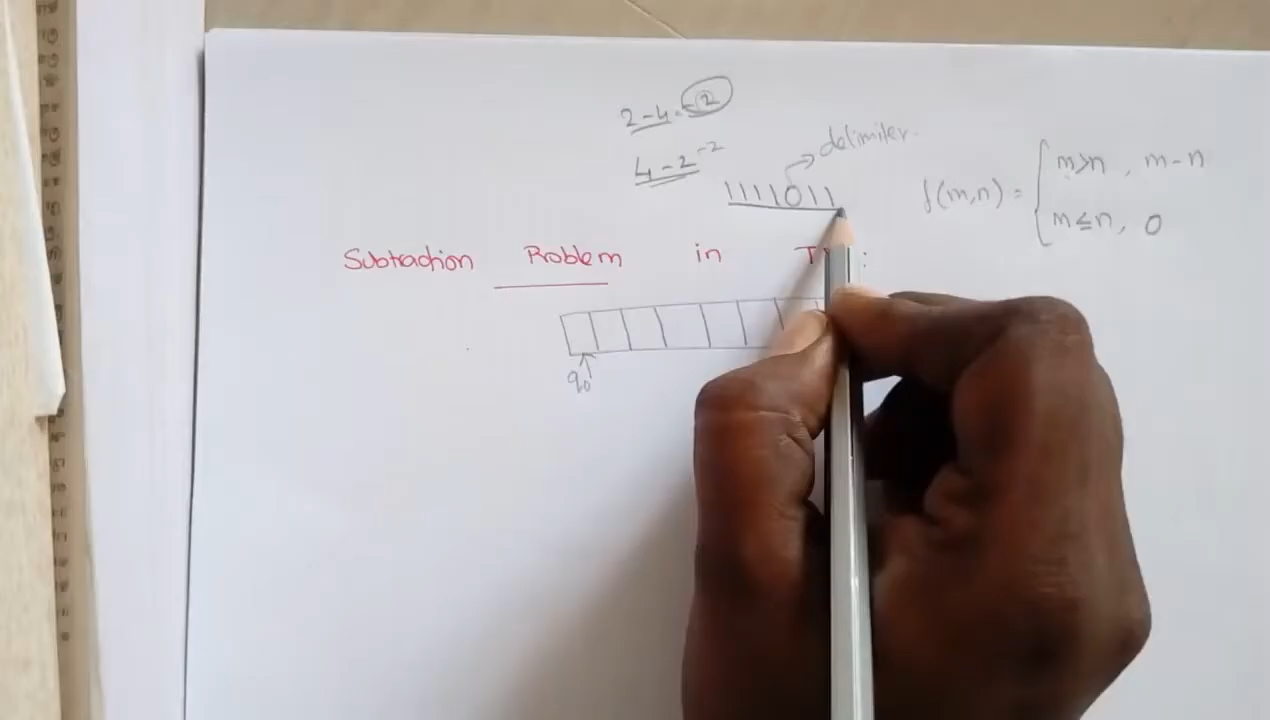 2-4=-2
4-2=2
delimiter.
1111011
f(m,n) = { m>n , m-n
m≤n, 0
Subtraction Problem in T :
q0